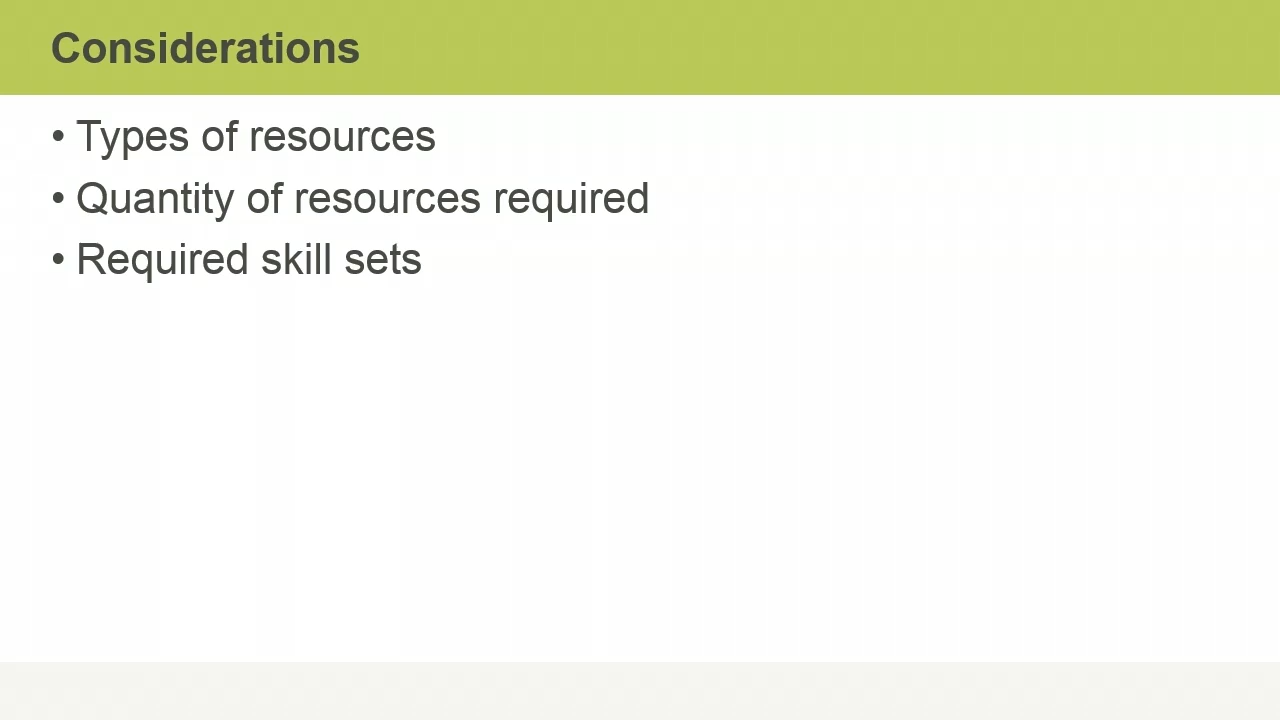 Considerations
• Types of resources
• Quantity of resources required
• Required skill sets